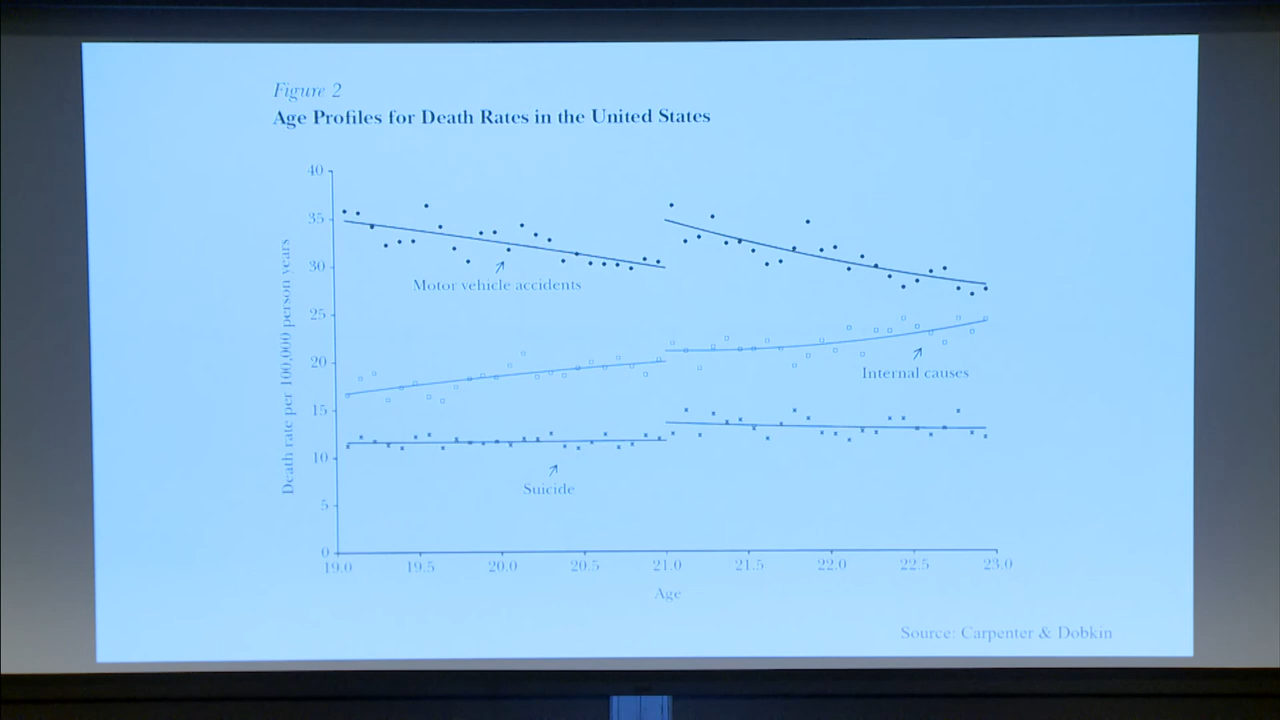 Figure 2
Age Profiles for Death Rates in the United States
Death rate per 100,000 person years
40
35
30
25
20
15
10
5
0
Motor vehicle accidents
Internal causes
Suicide
19.0 19.5 20.0 20.5 21.0 21.5 22.0 22.5 23.0
Age
Source: Carpenter & Dobkin